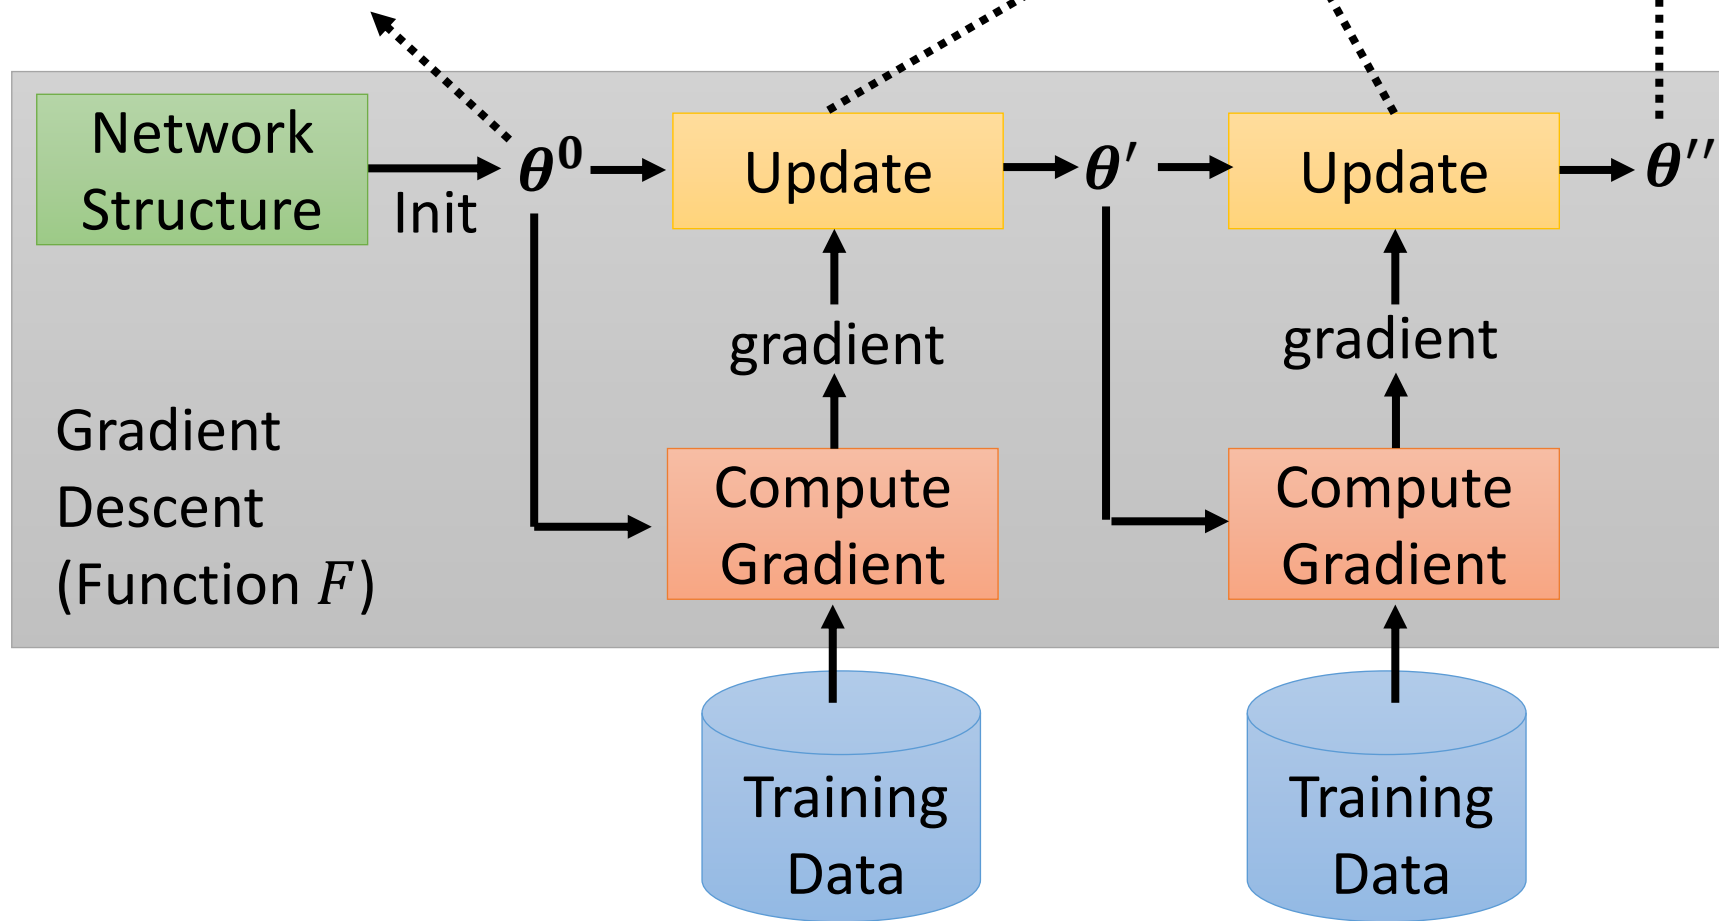 Network
Structure
Init
θ⁰
Update
θ′
Update
θ″
gradient
gradient
Gradient
Descent
(Function F)
Compute
Gradient
Compute
Gradient
Training
Data
Training
Data